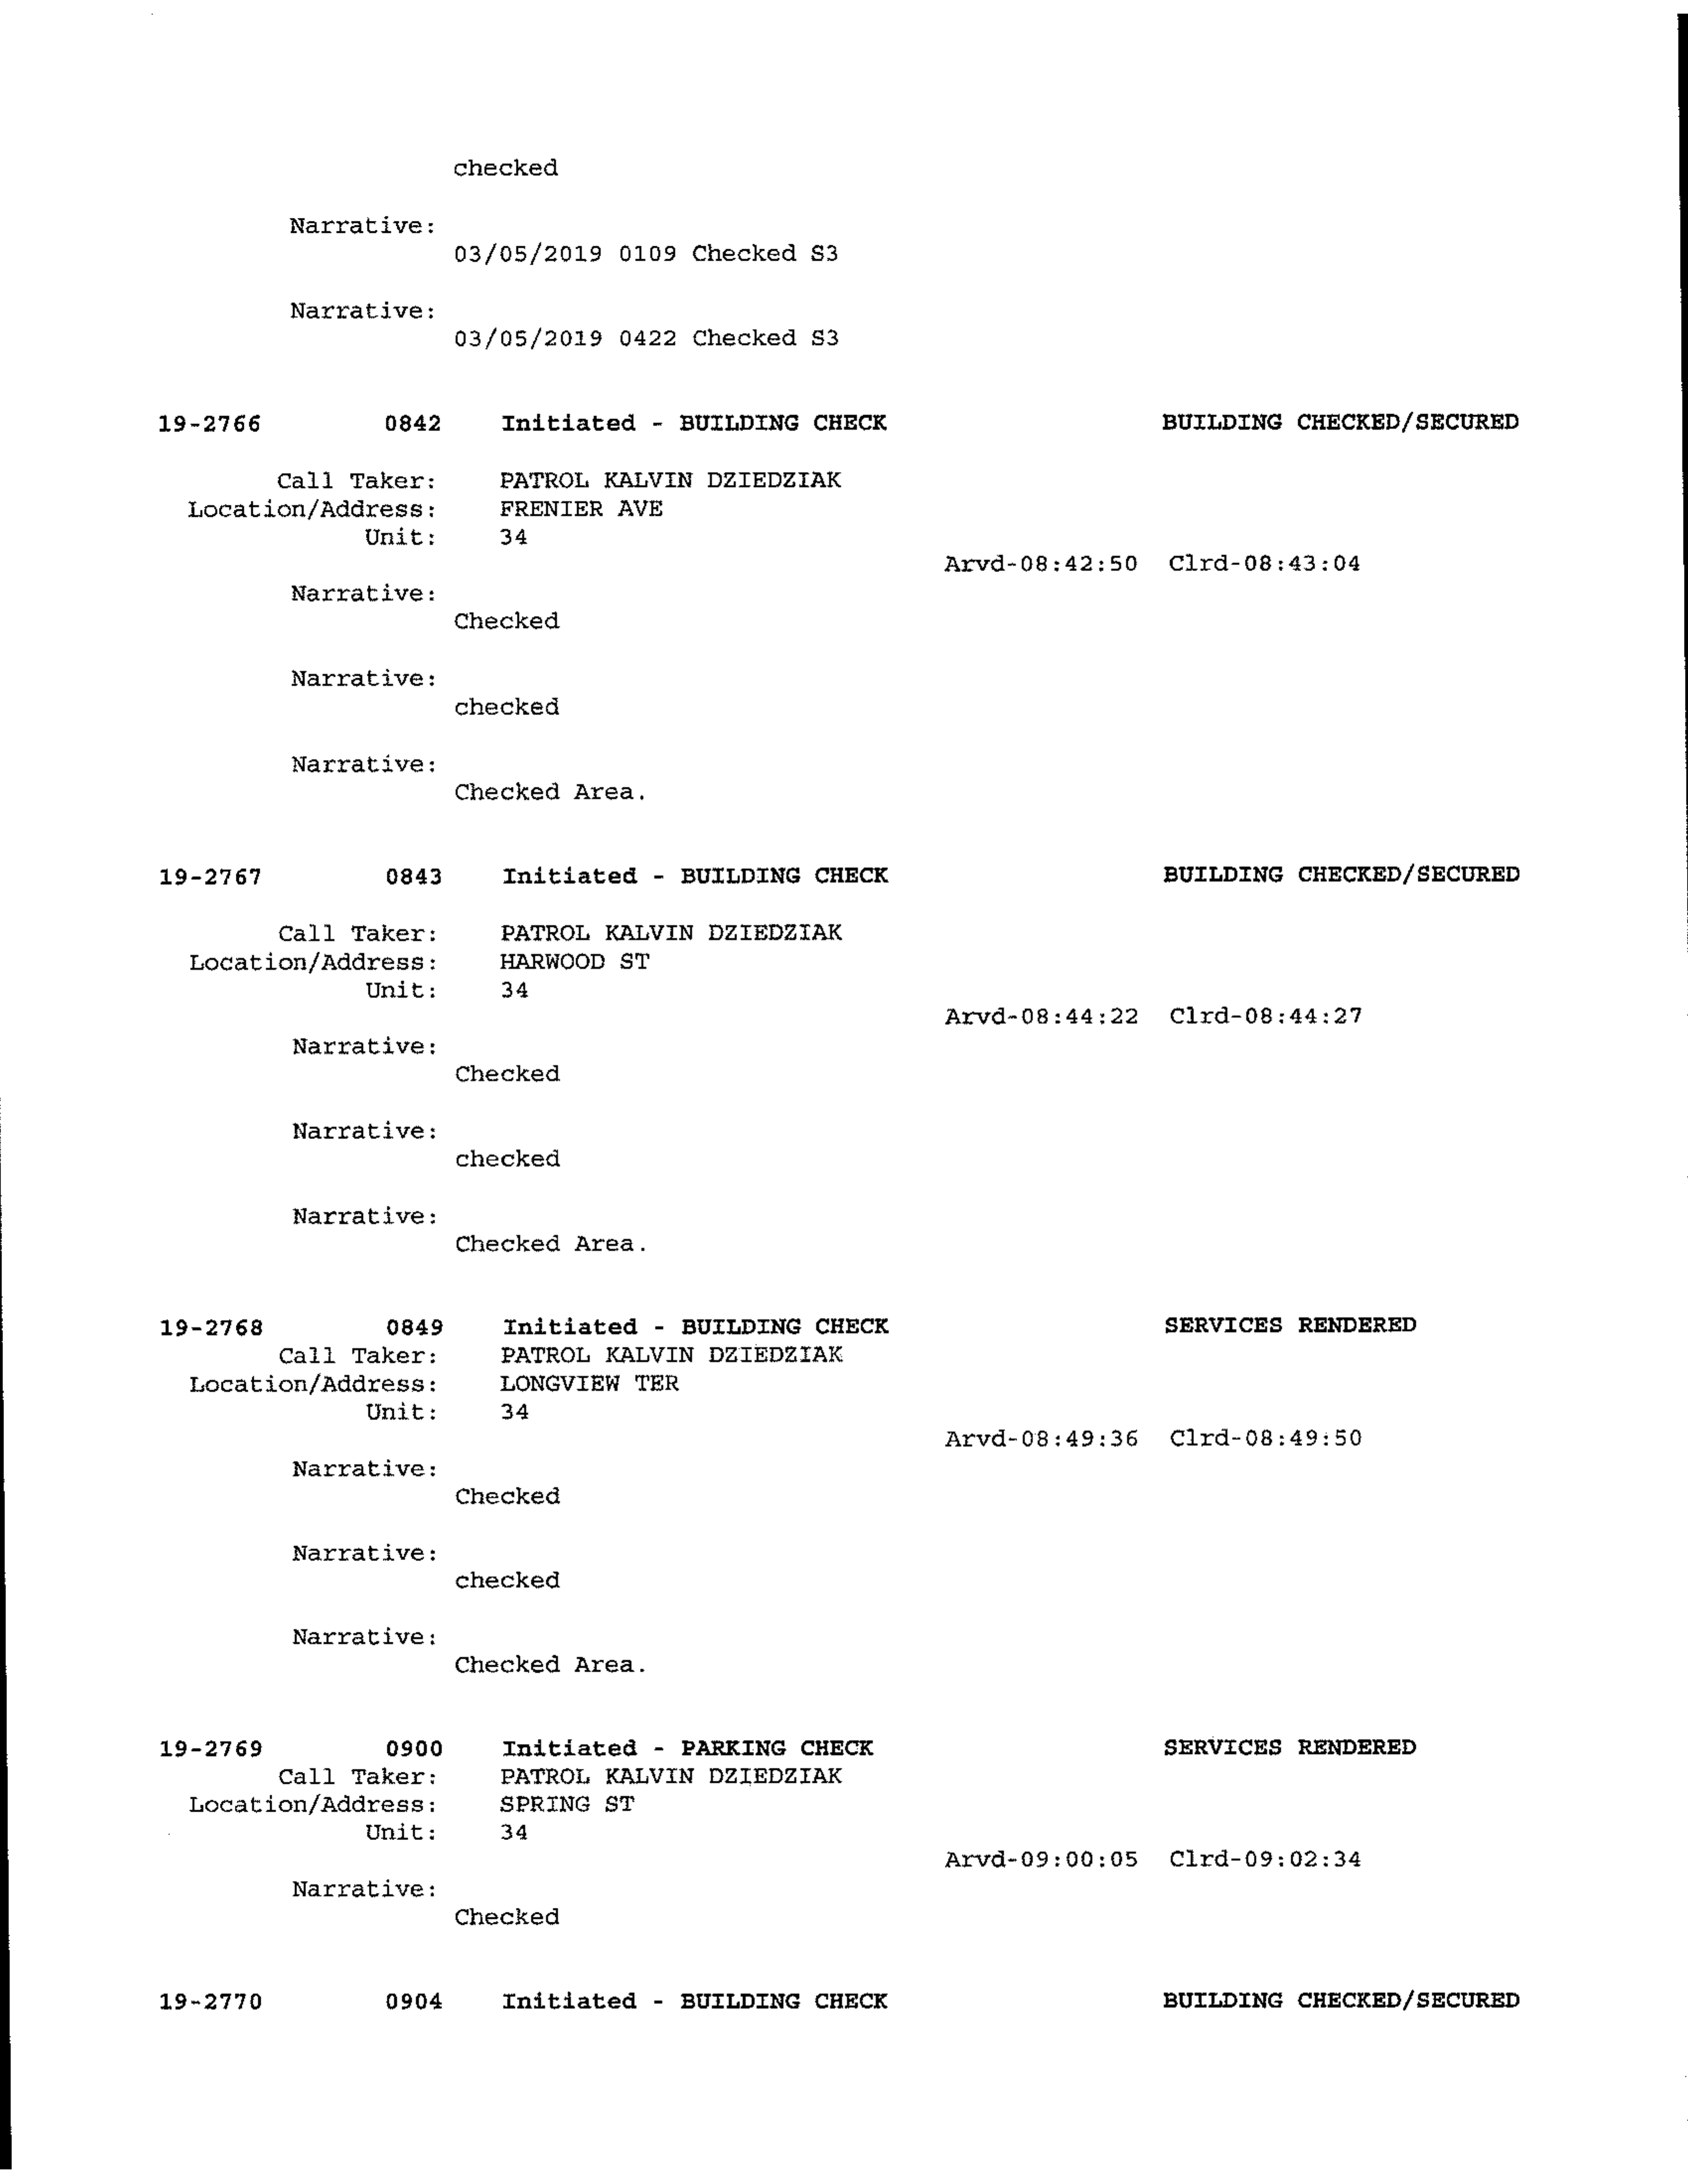 checked
Narrative:
03/05/2019 0109 Checked S3
Narrative:
03/05/2019 0422 Checked S3
19-2766 0842 Initiated - BUILDING CHECK BUILDING CHECKED/SECURED
Call Taker: PATROL KALVIN DZIEDZIAK
Location/Address: FRENIER AVE
Unit: 34
Arvd-08:42:50 Clrd-08:43:04
Narrative:
Checked
Narrative:
checked
Narrative:
Checked Area.
19-2767 0843 Initiated - BUILDING CHECK BUILDING CHECKED/SECURED
Call Taker: PATROL KALVIN DZIEDZIAK
Location/Address: HARWOOD ST
Unit: 34
Arvd-08:44:22 Clrd-08:44:27
Narrative:
Checked
Narrative:
checked
Narrative:
Checked Area.
19-2768 0849 Initiated - BUILDING CHECK SERVICES RENDERED
Call Taker: PATROL KALVIN DZIEDZIAK
Location/Address: LONGVIEW TER
Unit: 34
Arvd-08:49:36 Clrd-08:49:50
Narrative:
Checked
Narrative:
checked
Narrative:
Checked Area.
19-2769 0900 Initiated - PARKING CHECK SERVICES RENDERED
Call Taker: PATROL KALVIN DZIEDZIAK
Location/Address: SPRING ST
Unit: 34
Arvd-09:00:05 Clrd-09:02:34
Narrative:
Checked
19-2770 0904 Initiated - BUILDING CHECK BUILDING CHECKED/SECURED